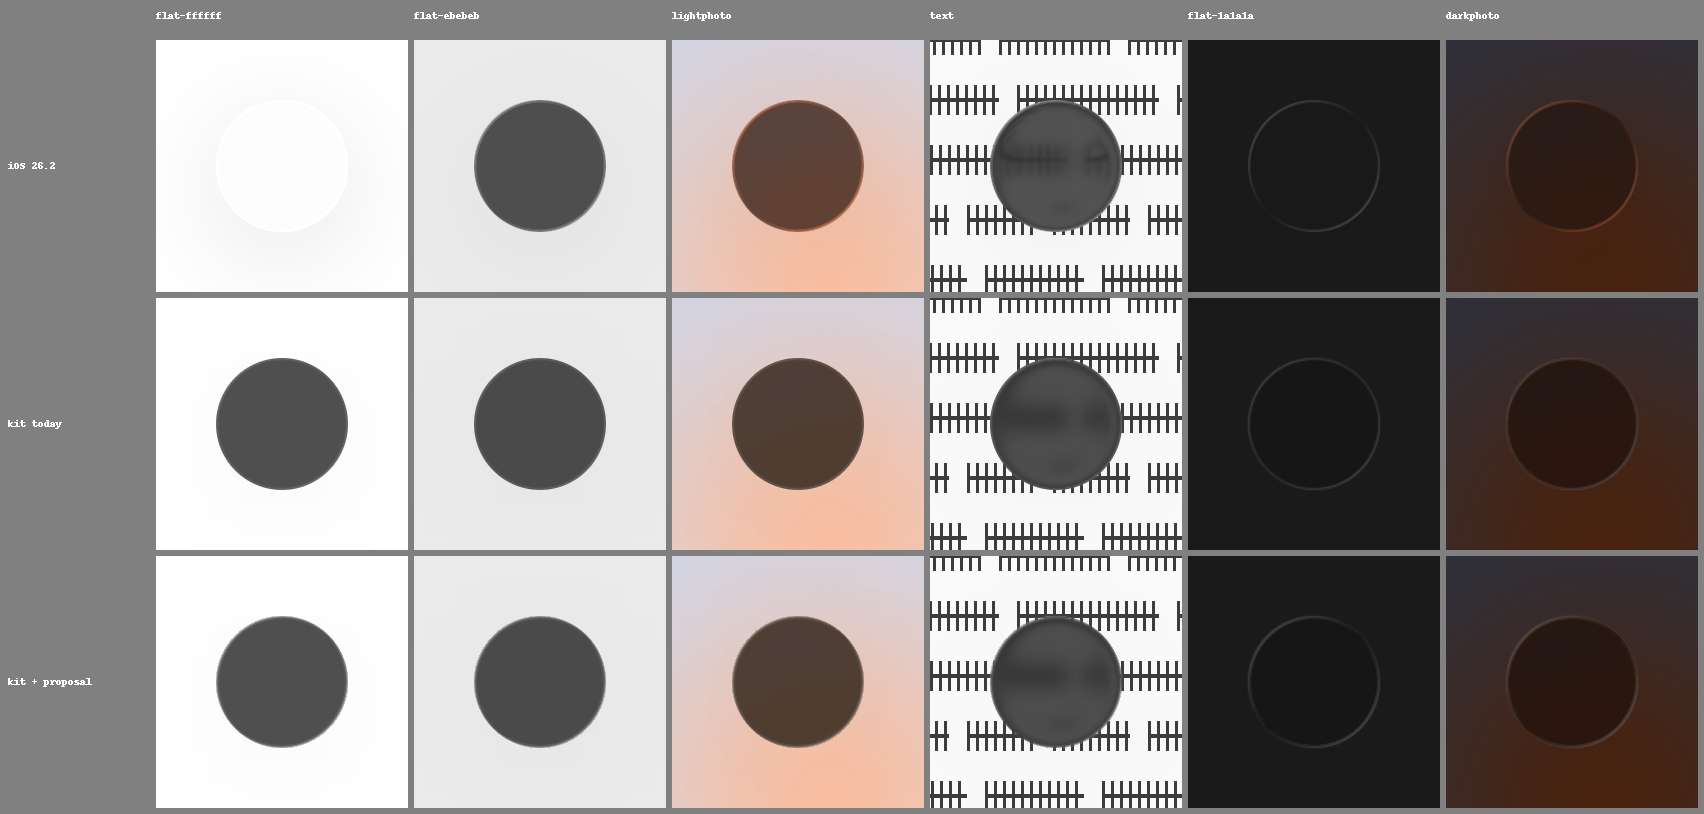 flat-ffffff flat-ebebeb lightphoto text flat-1a1a1a darkphoto
ios 26.2
kit today
kit + proposal